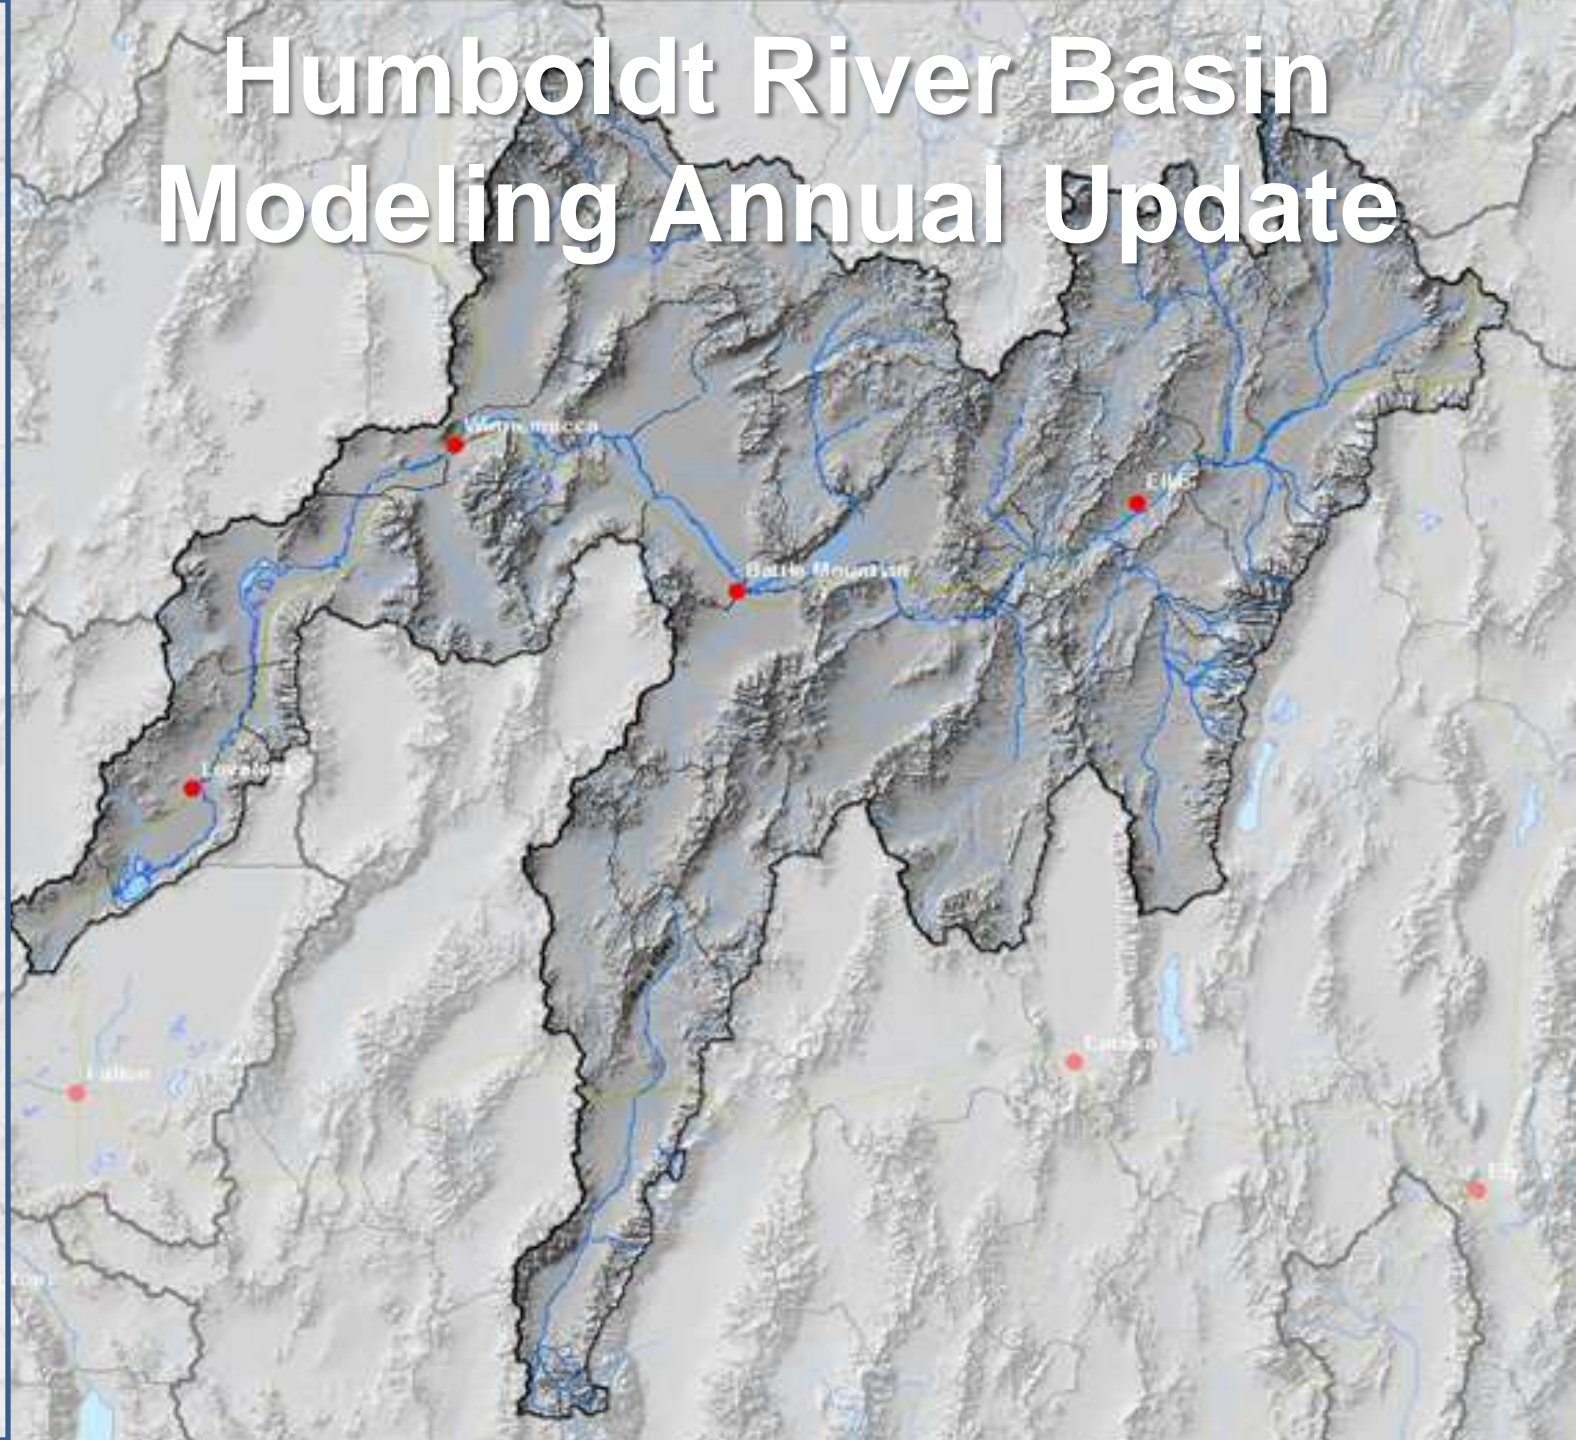 Humboldt River Basin
Modeling Annual Update
Winnemucca
Elko
Battle Mountain
Lovelock
Eureka
Fallon
Ely